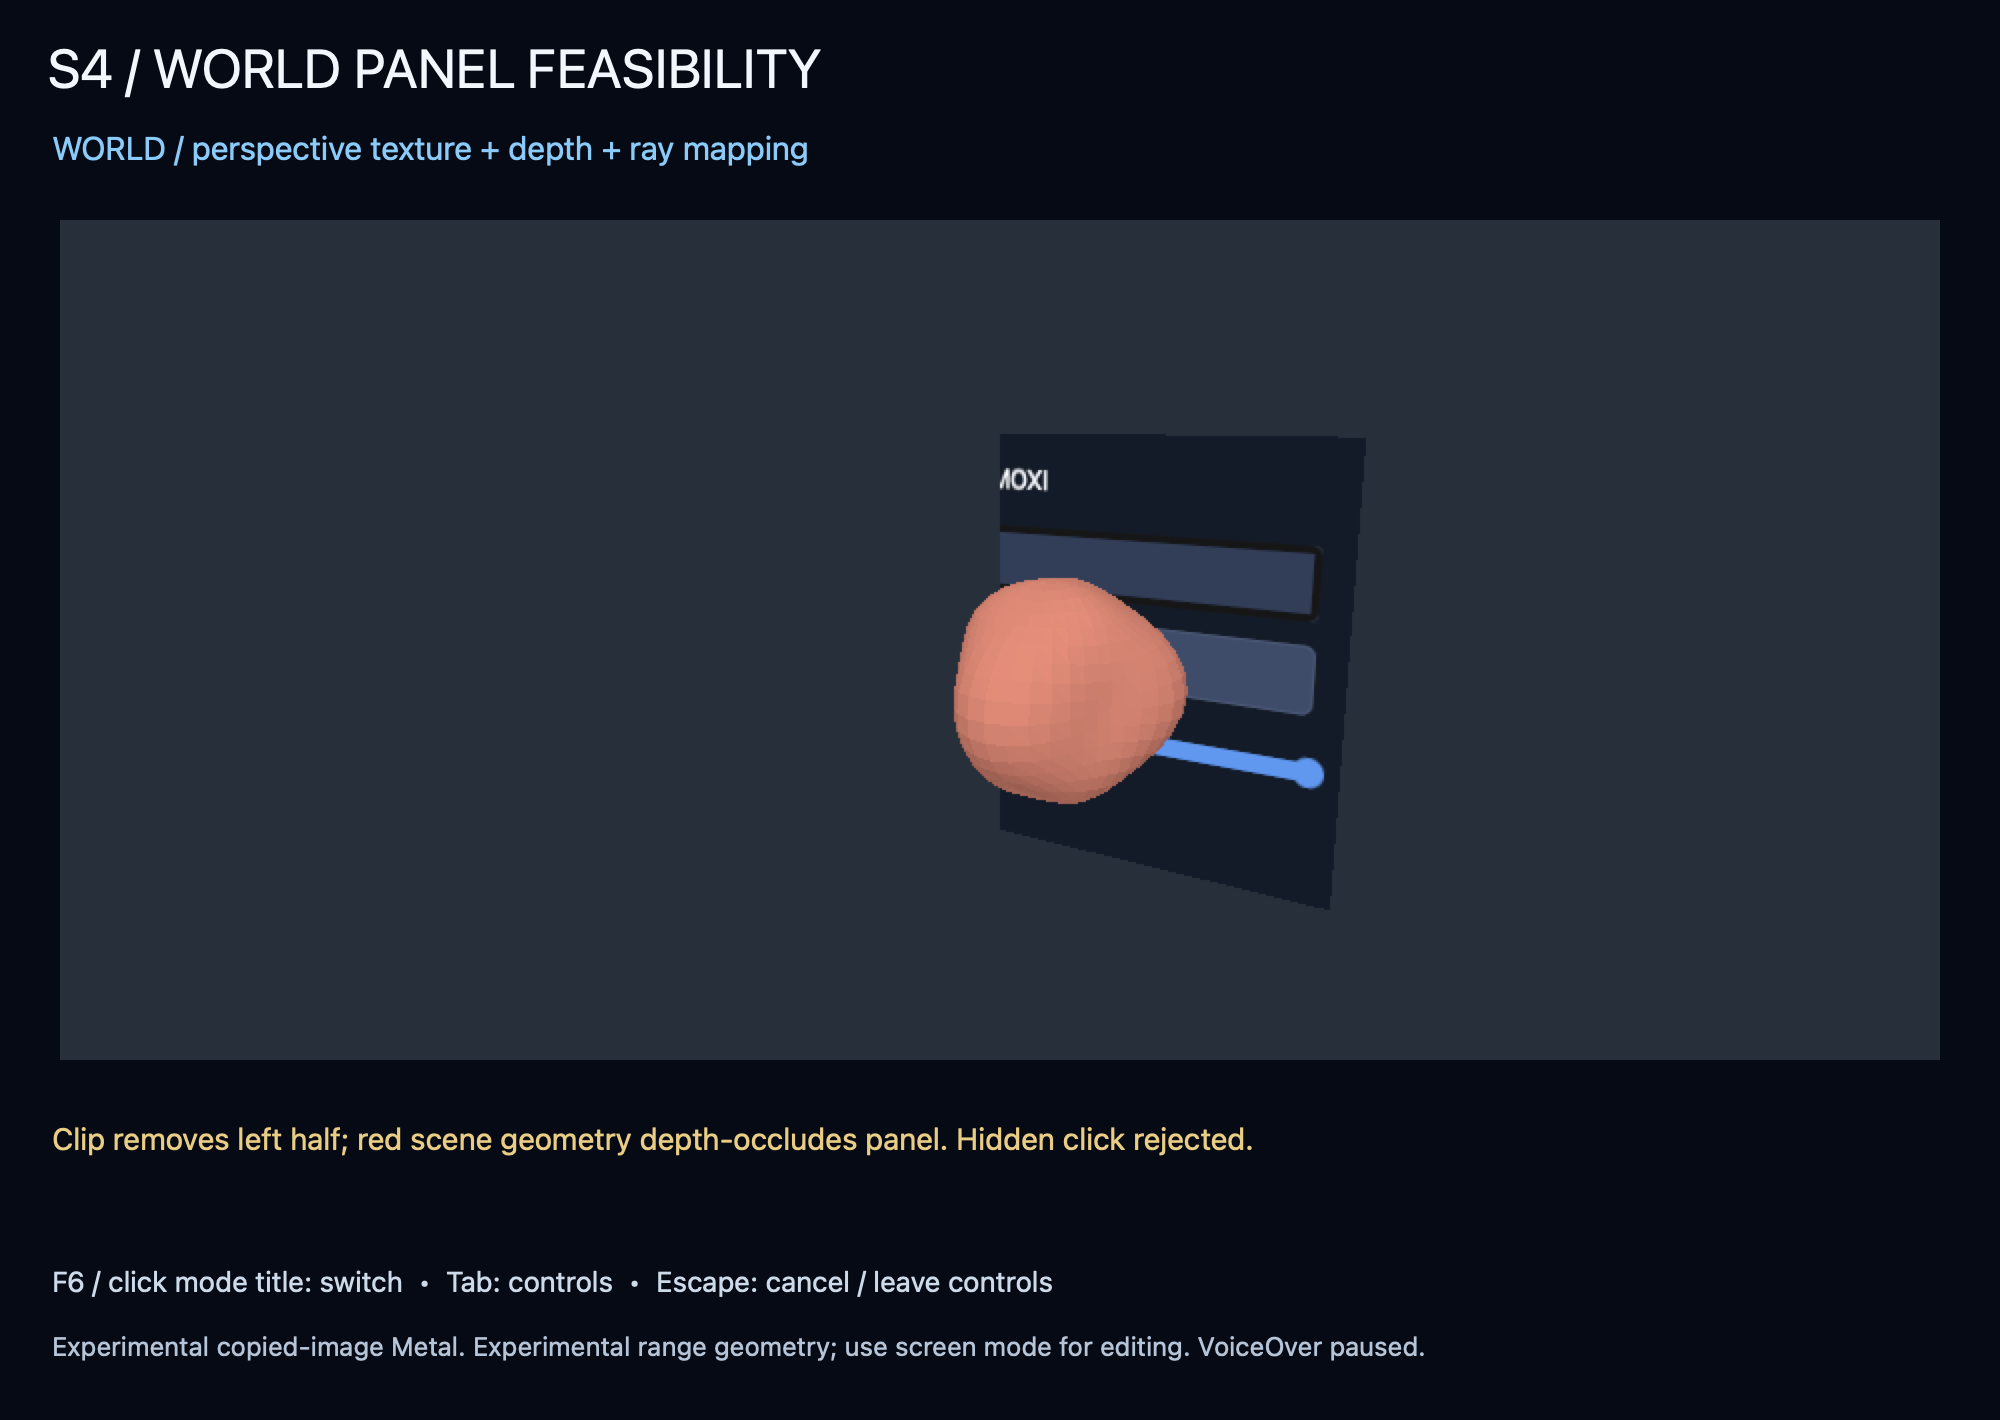 S4 / WORLD PANEL FEASIBILITY
WORLD / perspective texture + depth + ray mapping
MOXI
Clip removes left half; red scene geometry depth-occludes panel. Hidden click rejected.
F6 / click mode title: switch • Tab: controls • Escape: cancel / leave controls
Experimental copied-image Metal. Experimental range geometry; use screen mode for editing. VoiceOver paused.